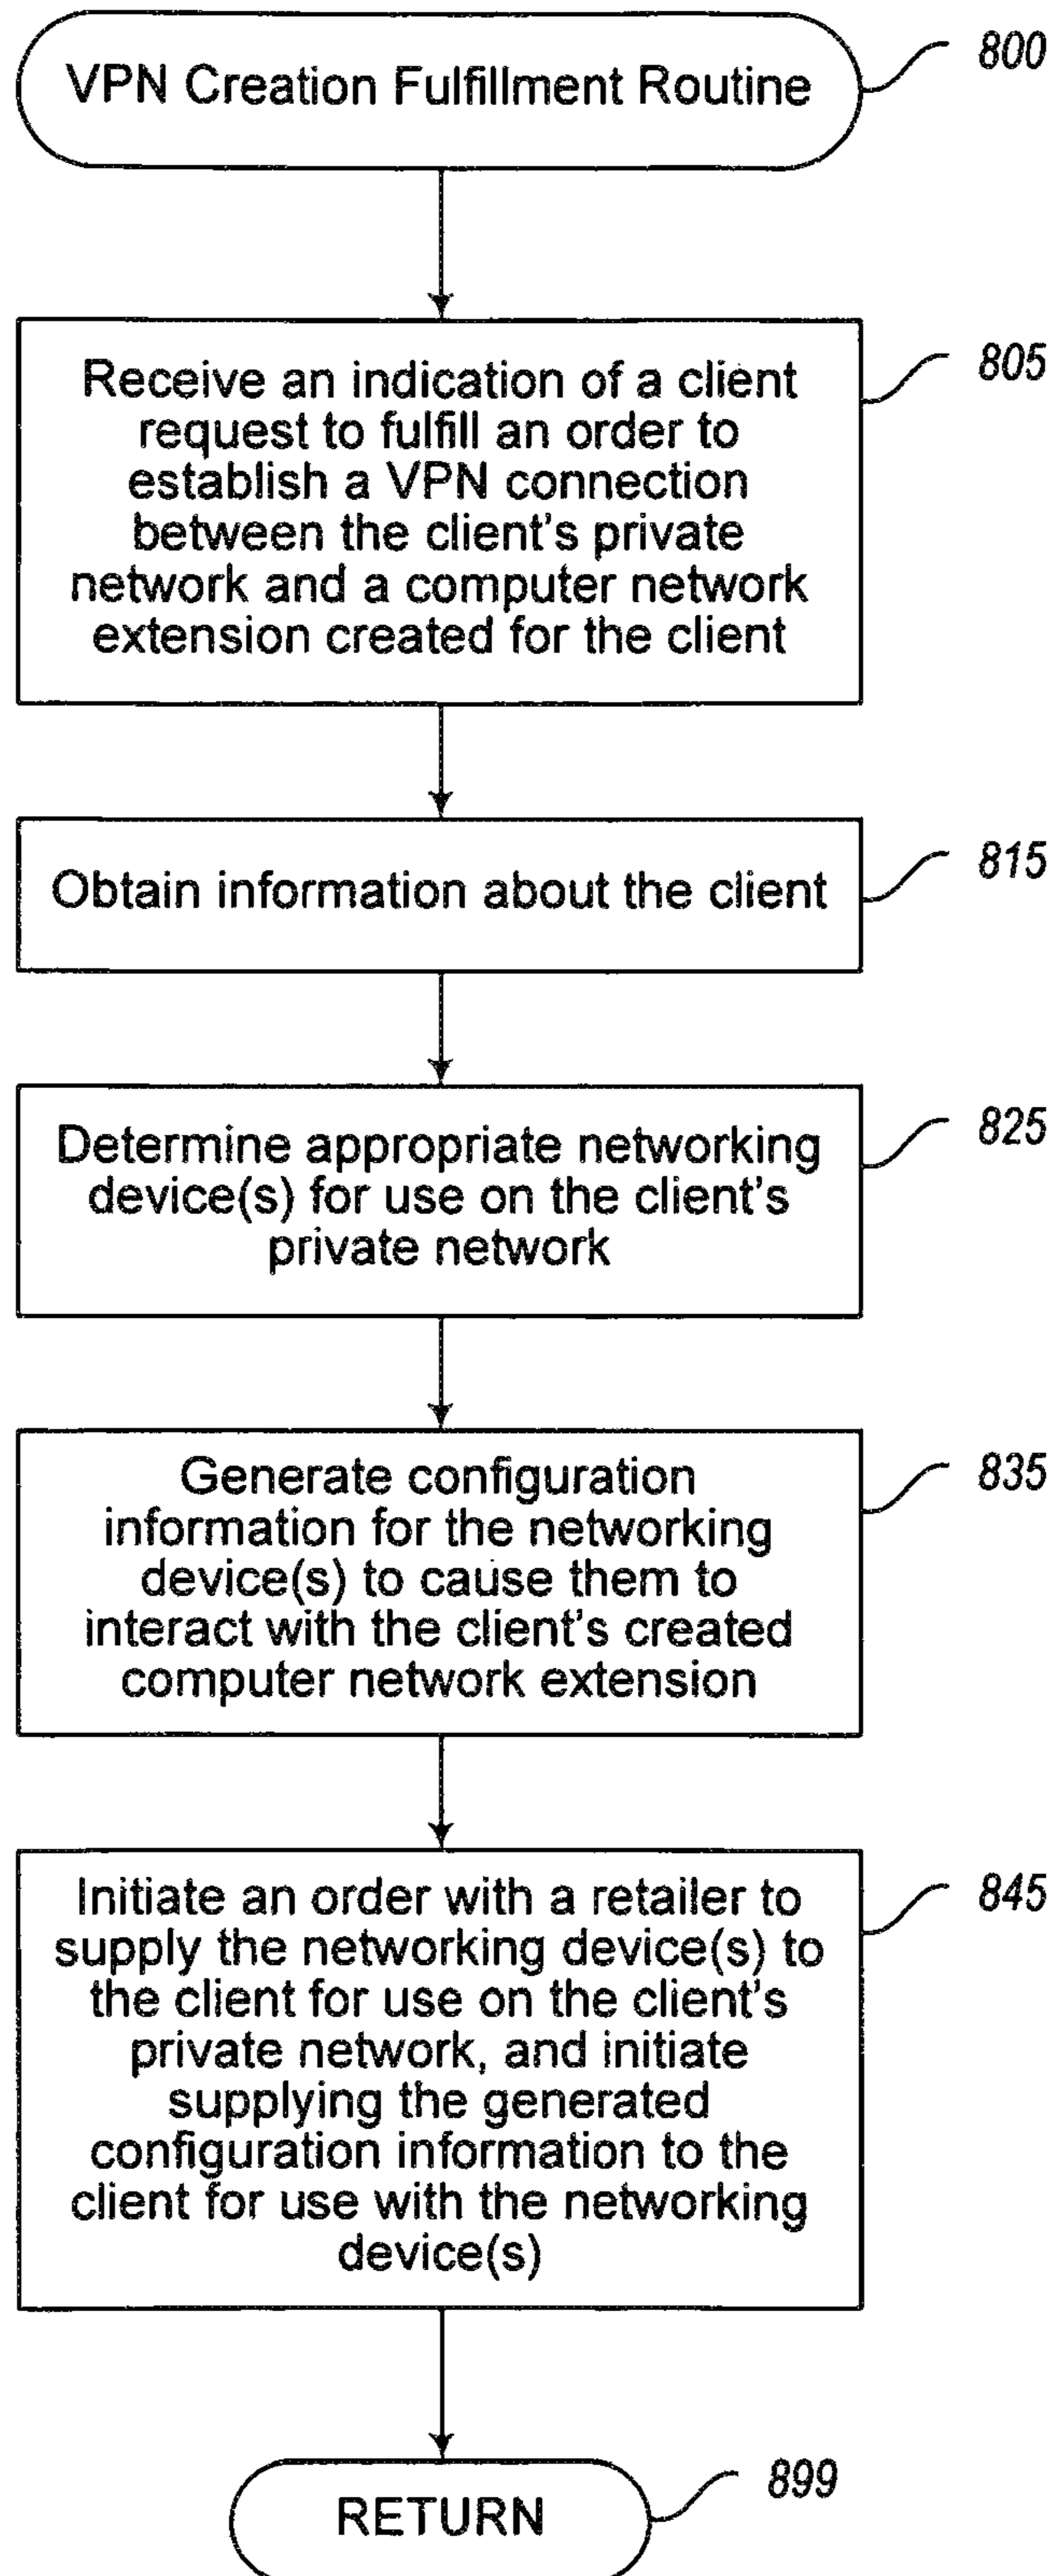 VPN Creation Fulfillment Routine
800
Receive an indication of a client
request to fulfill an order to
establish a VPN connection
between the client's private
network and a computer network
extension created for the client
805
Obtain information about the client
815
Determine appropriate networking
device(s) for use on the client's
private network
825
Generate configuration
information for the networking
device(s) to cause them to
interact with the client's created
computer network extension
835
Initiate an order with a retailer to
supply the networking device(s) to
the client for use on the client's
private network, and initiate
supplying the generated
configuration information to the
client for use with the networking
device(s)
845
RETURN
899